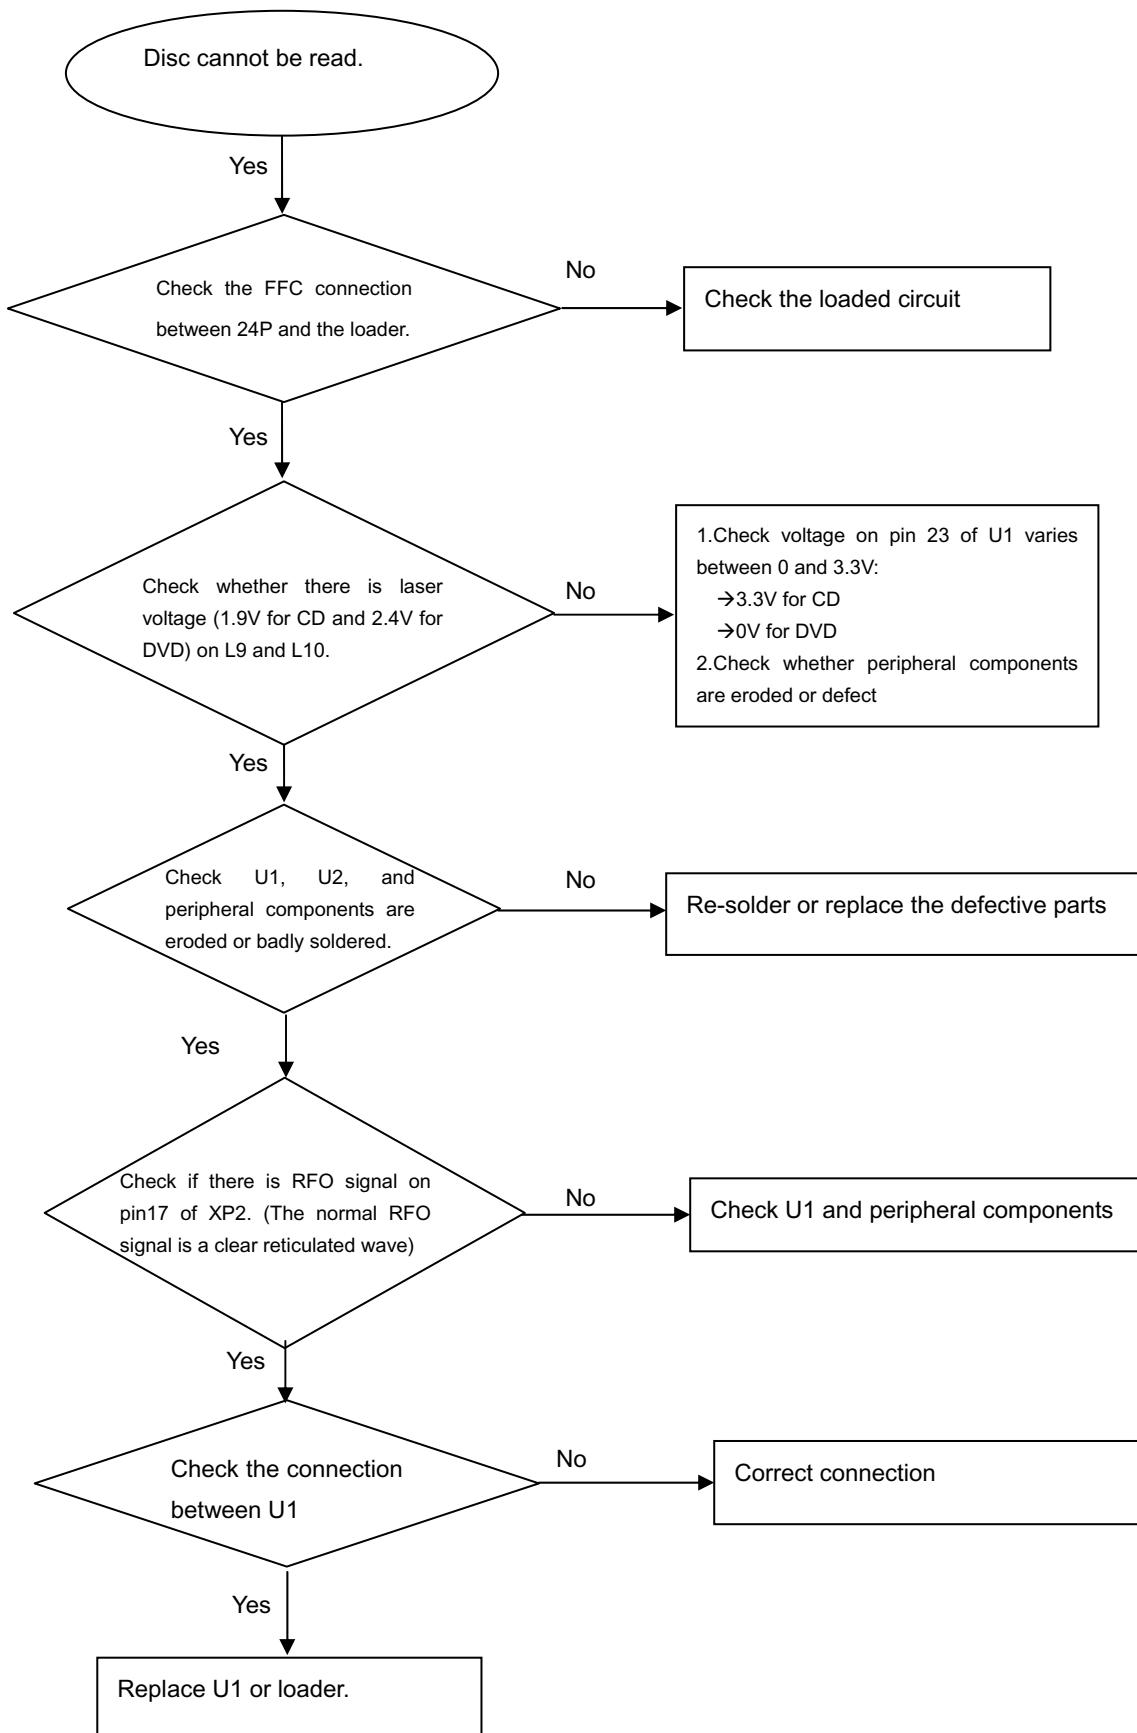 Disc cannot be read.
Yes
Check the FFC connection
between 24P and the loader.
No
Check the loaded circuit
Yes
Check whether there is laser
voltage (1.9V for CD and 2.4V for
DVD) on L9 and L10.
No
1.Check voltage on pin 23 of U1 varies
between 0 and 3.3V:
→3.3V for CD
→0V for DVD
2.Check whether peripheral components
are eroded or defect
Yes
Check U1, U2, and
peripheral components are
eroded or badly soldered.
No
Re-solder or replace the defective parts
Yes
Check if there is RFO signal on
pin17 of XP2. (The normal RFO
signal is a clear reticulated wave)
No
Check U1 and peripheral components
Yes
Check the connection
between U1
No
Correct connection
Yes
Replace U1 or loader.